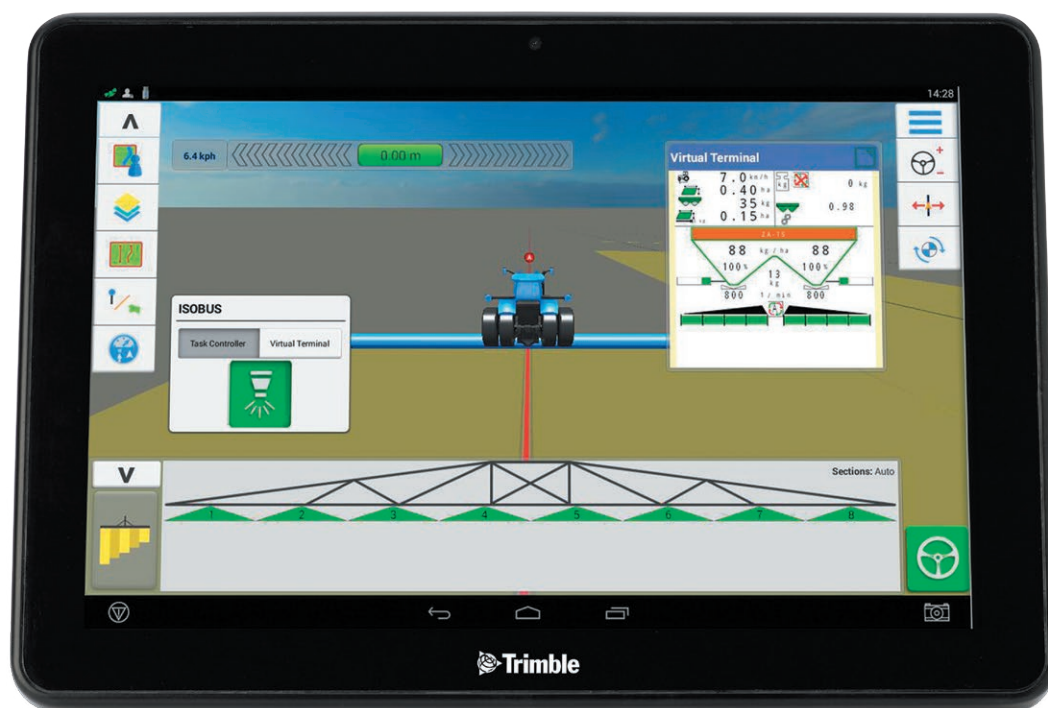 14:28
6.4 kph
0.00 m
Virtual Terminal
7.0 km/h
0.40 ha
35 kg
0.15 ha
kg
0 kg
0.98
ZA-15
88 kg / ha 88
100% 100%
13
kg
800 1 / min 800
ISOBUS
Task Controller Virtual Terminal
Sections: Auto
1 2 3 4 5 6 7 8
Trimble